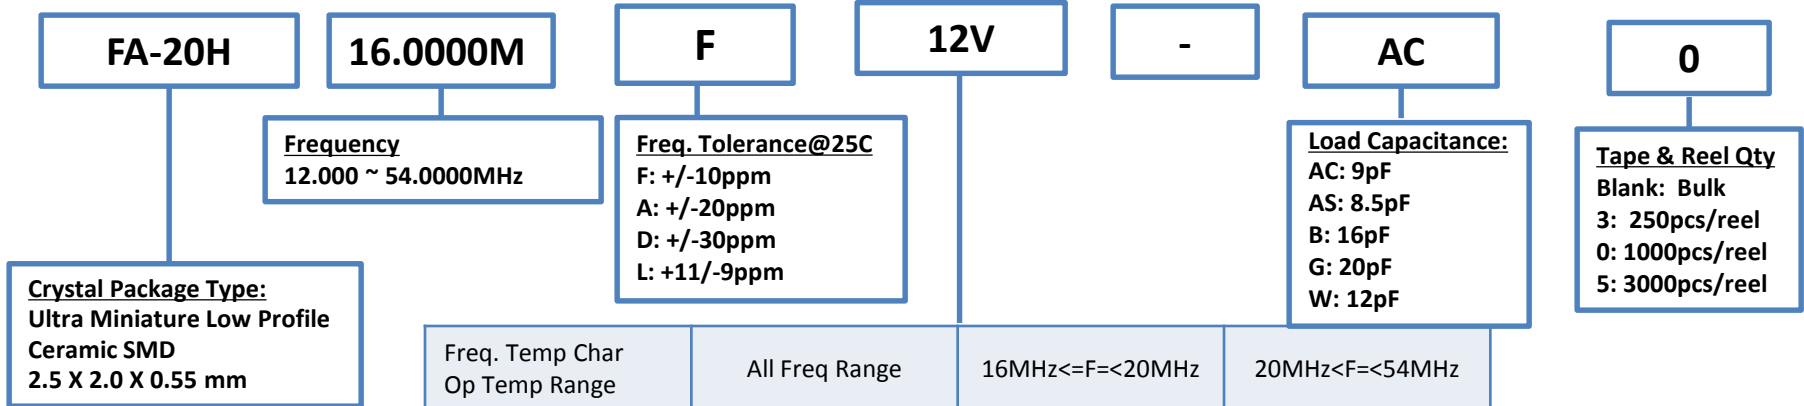 FA-20H
16.0000M
F
12V
-
AC
0
Frequency
12.000 ~ 54.0000MHz
Freq. Tolerance@25C
F: +/-10ppm
A: +/-20ppm
D: +/-30ppm
L: +11/-9ppm
Load Capacitance:
AC: 9pF
AS: 8.5pF
B: 16pF
G: 20pF
W: 12pF
Tape & Reel Qty
Blank: Bulk
3: 250pcs/reel
0: 1000pcs/reel
5: 3000pcs/reel
Crystal Package Type:
Ultra Miniature Low Profile
Ceramic SMD
2.5 X 2.0 X 0.55 mm
Freq. Temp Char
Op Temp Range
All Freq Range
16MHz<=F=<20MHz
20MHz<F=<54MHz